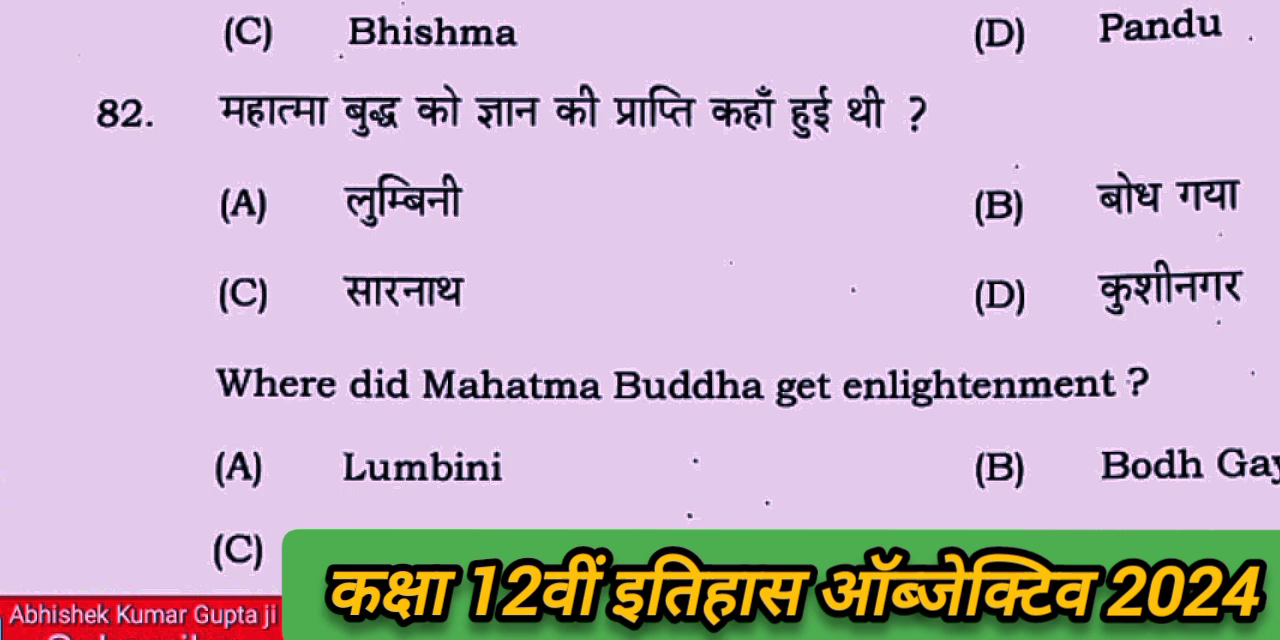 (C) Bhishma (D) Pandu
82. महात्मा बुद्ध को ज्ञान की प्राप्ति कहाँ हुई थी ?
(A) लुम्बिनी (B) बोध गया
(C) सारनाथ (D) कुशीनगर
Where did Mahatma Buddha get enlightenment ?
(A) Lumbini (B) Bodh Gay
(C)
कक्षा 12वीं इतिहास ऑब्जेक्टिव 2024
Abhishek Kumar Gupta ji